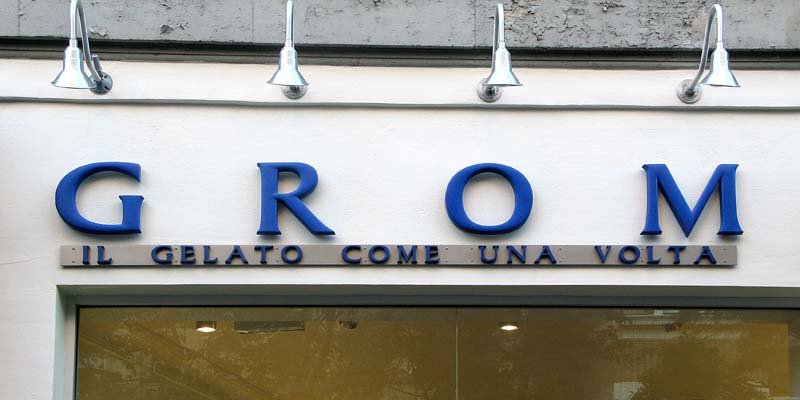 GROM
IL GELATO COME UNA VOLTA